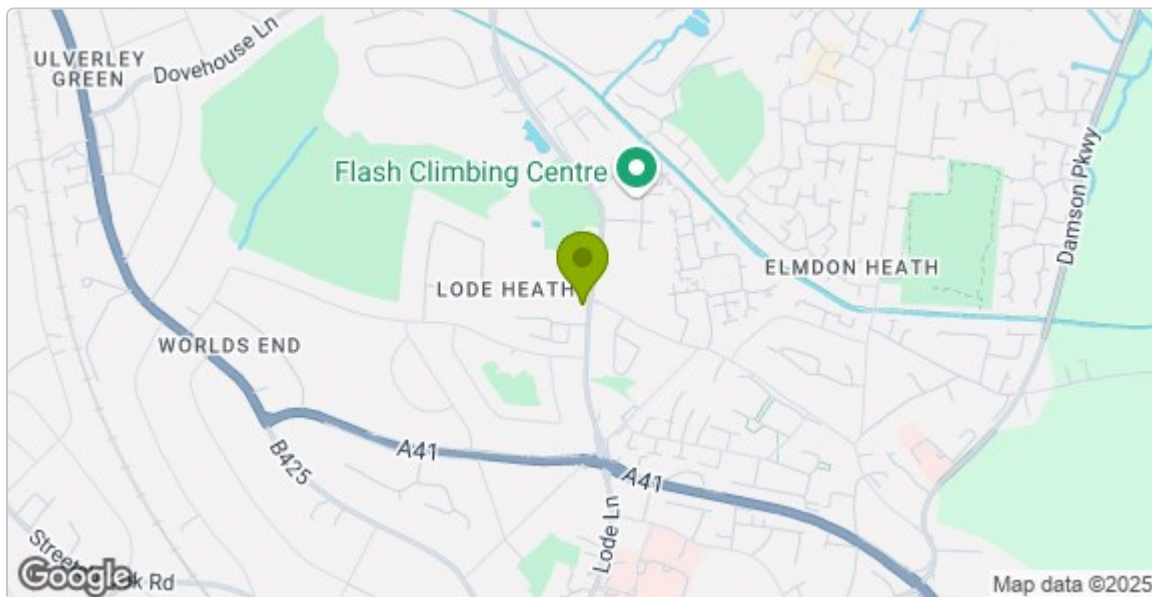 ULVERLEY
GREEN
Dovehouse Ln
Flash Climbing Centre
Damson Pkwy
ELMDON HEATH
LODE HEATH
WORLDS END
A41
B425
A41
Lode Ln
Rd
Google
Map data ©2025